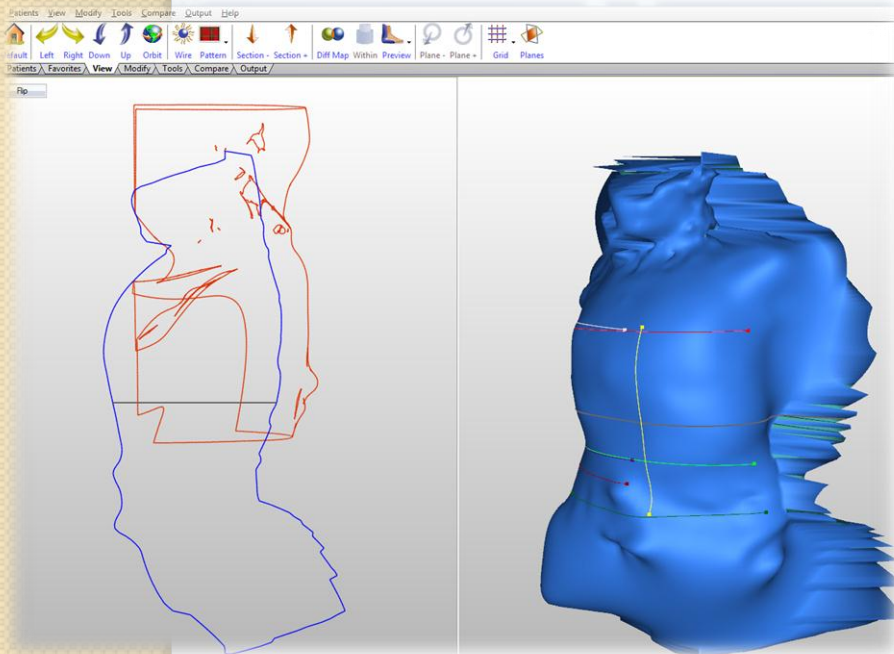 Patients View Modify Tools Compare Output Help
Left Right Down Up Orbit Wire Pattern Section - Section + Diff Map Within Preview Plane - Plane + Grid Planes
Patients Favorites View Modify Tools Compare Output
Flip